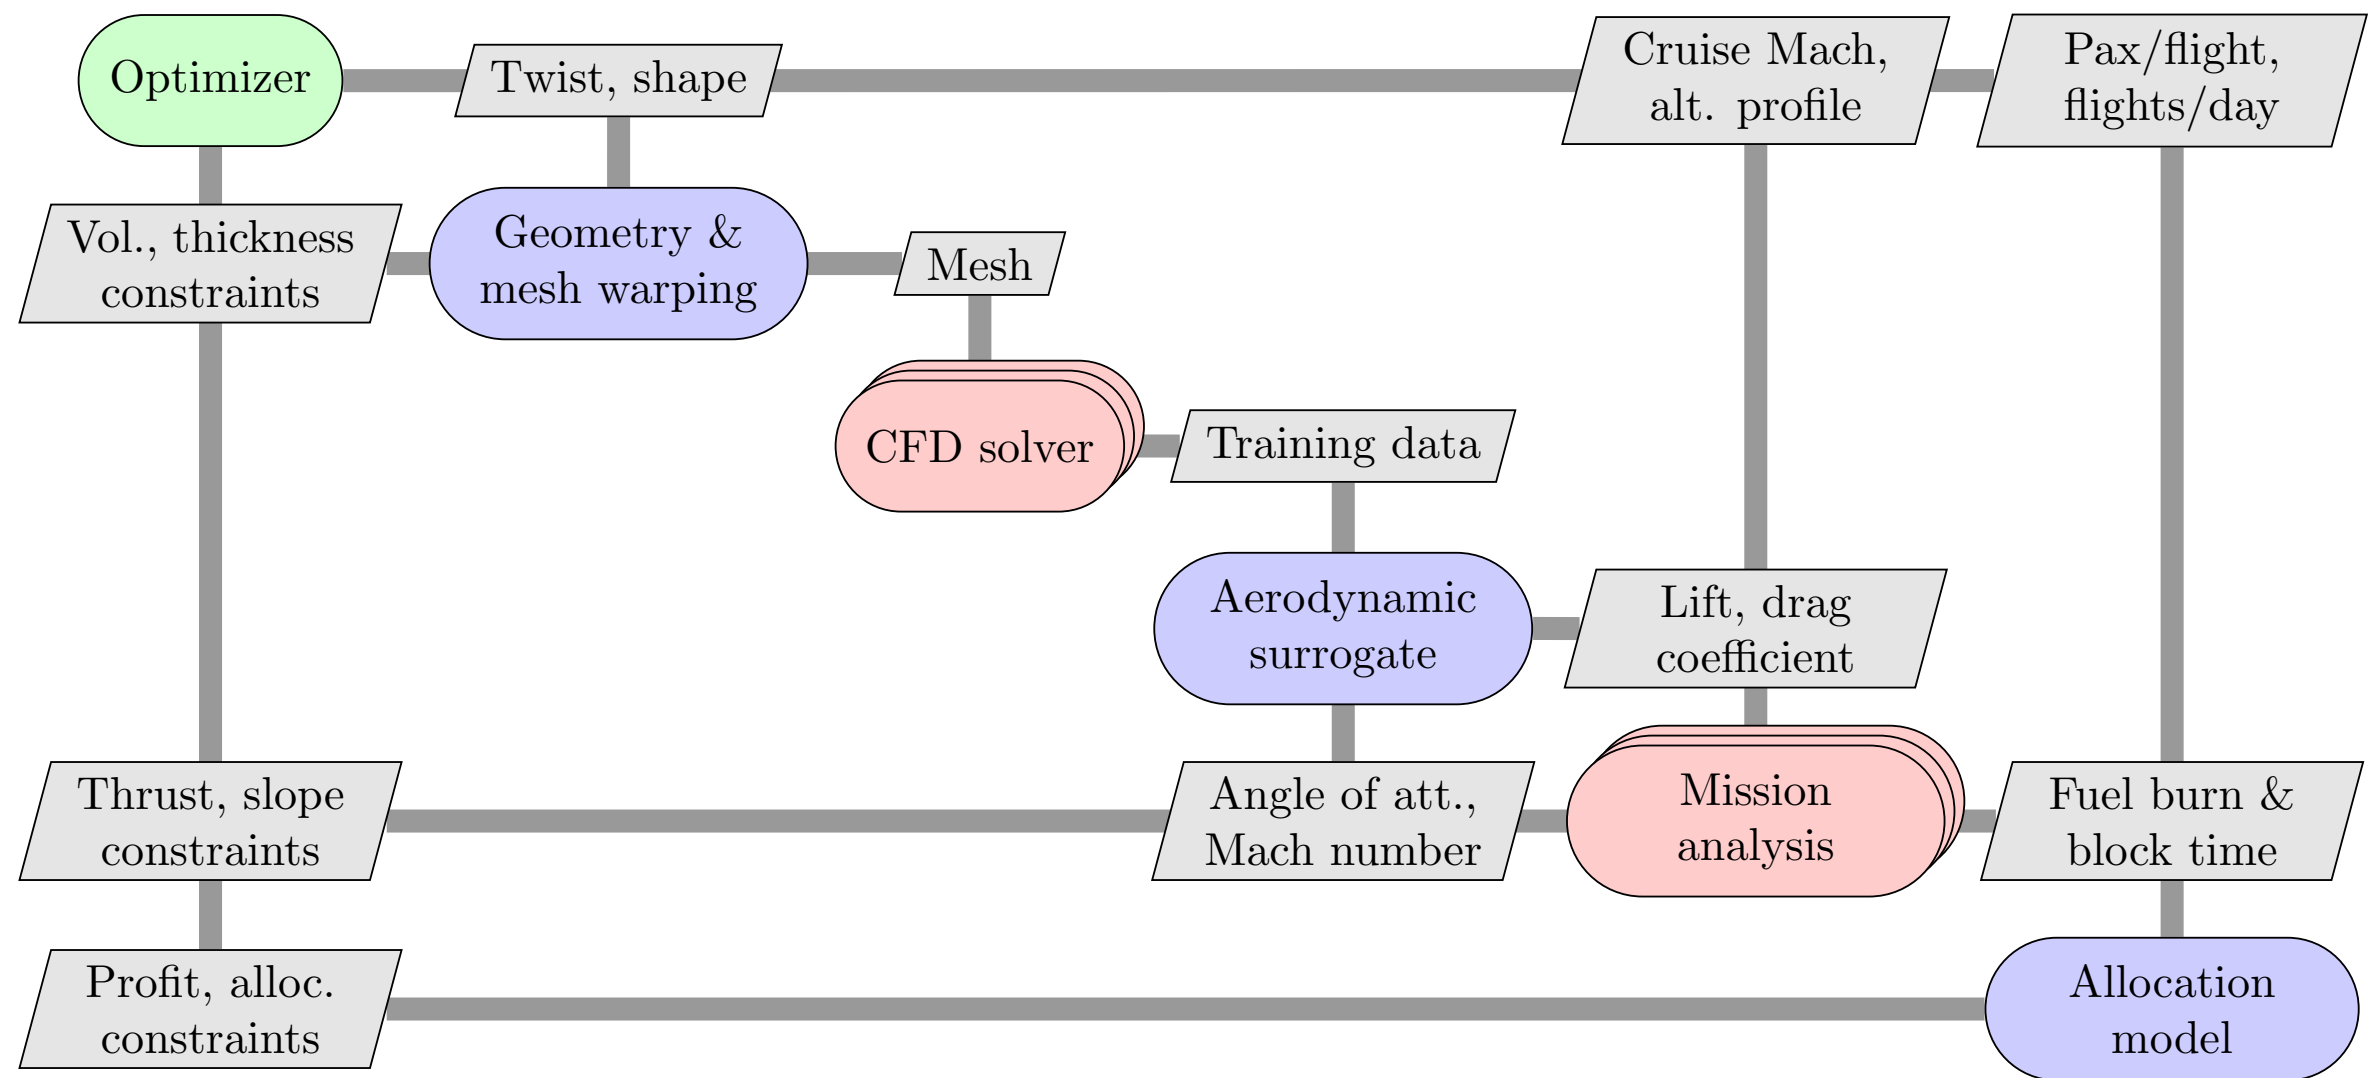 Optimizer
Twist, shape
Cruise Mach,
alt. profile
Pax/flight,
flights/day
Vol., thickness
constraints
Geometry &
mesh warping
Mesh
CFD solver
Training data
Aerodynamic
surrogate
Lift, drag
coefficient
Thrust, slope
constraints
Angle of att.,
Mach number
Mission
analysis
Fuel burn &
block time
Profit, alloc.
constraints
Allocation
model